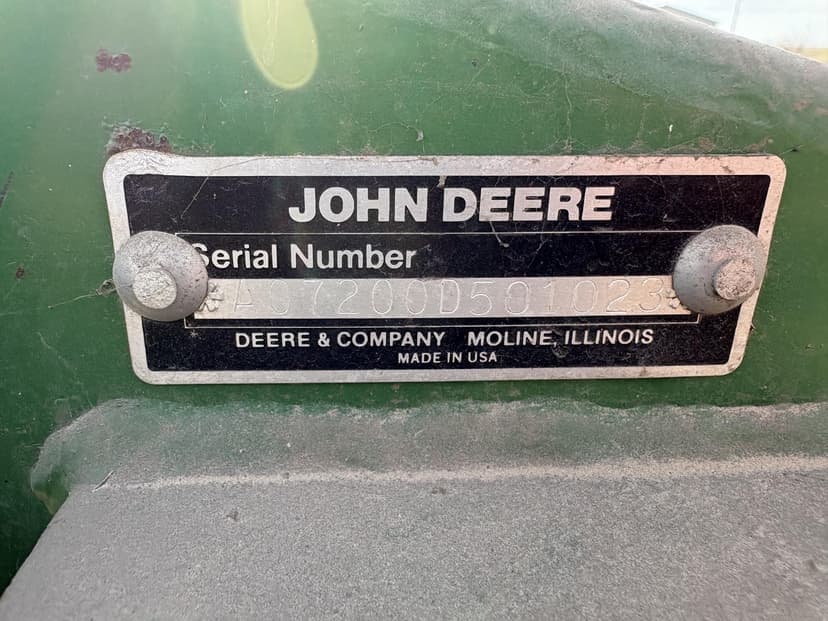 JOHN DEERE
Serial Number
*A07200D501023*
DEERE & COMPANY MOLINE, ILLINOIS
MADE IN USA